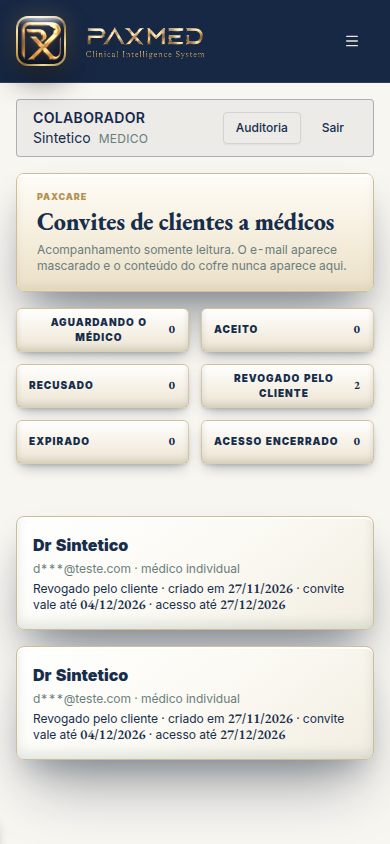 PAXMED
Clinical Intelligence System
COLABORADOR
Sintetico MEDICO
Auditoria
Sair
PAXCARE
Convites de clientes a médicos
Acompanhamento somente leitura. O e-mail aparece
mascarado e o conteúdo do cofre nunca aparece aqui.
AGUARDANDO O
MÉDICO
0
ACEITO
0
RECUSADO
0
REVOGADO PELO
CLIENTE
2
EXPIRADO
0
ACESSO ENCERRADO
0
Dr Sintetico
d***@teste.com · médico individual
Revogado pelo cliente · criado em 27/11/2026 · convite
vale até 04/12/2026 · acesso até 27/12/2026
Dr Sintetico
d***@teste.com · médico individual
Revogado pelo cliente · criado em 27/11/2026 · convite
vale até 04/12/2026 · acesso até 27/12/2026